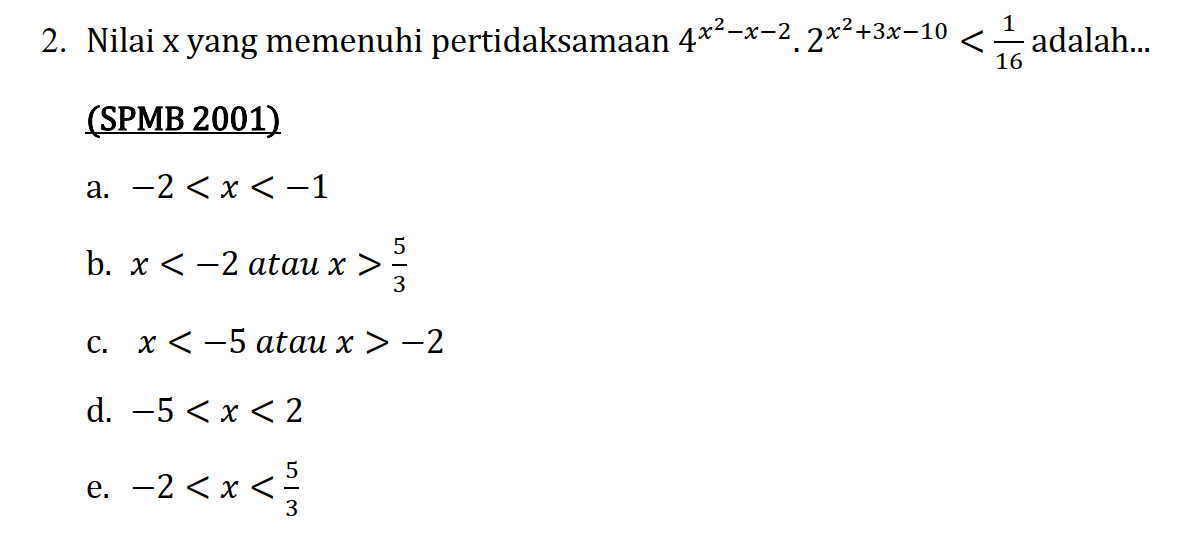 2. Nilai x yang memenuhi pertidaksamaan $4^{x^2-x-2}.2^{x^2+3x-10} < \frac{1}{16}$ adalah...
(SPMB 2001)
a. $-2 < x < -1$
b. $x < -2 \ atau \ x > \frac{5}{3}$
c. $x < -5 \ atau \ x > -2$
d. $-5 < x < 2$
e. $-2 < x < \frac{5}{3}$